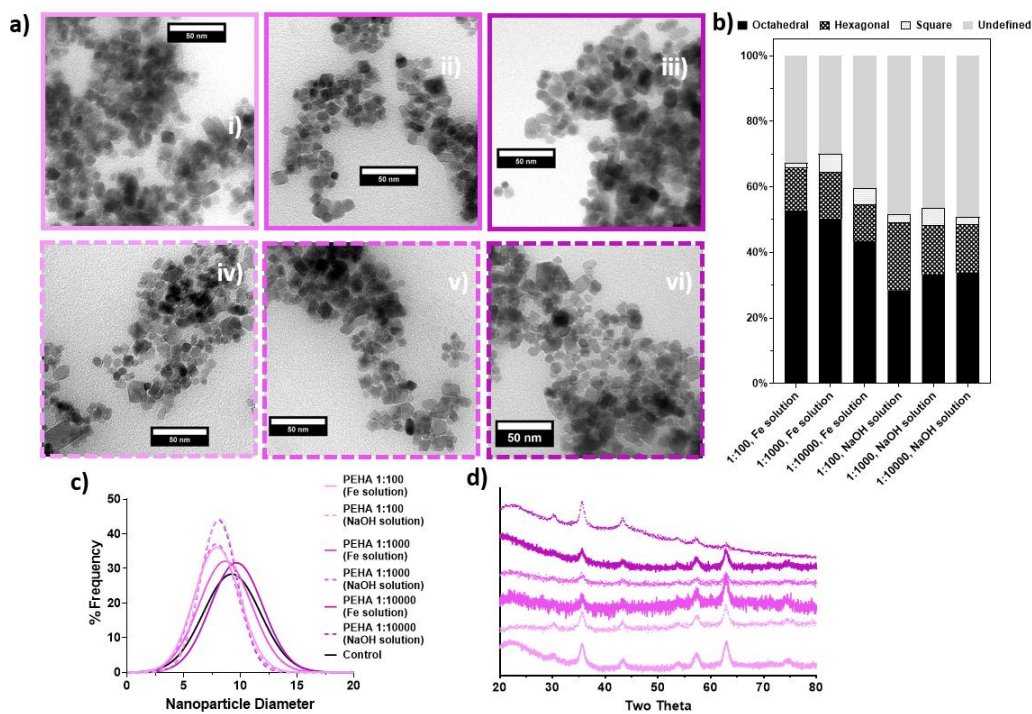 a)
50 nm
i)
ii)
50 nm
iii)
50 nm
iv)
50 nm
v)
50 nm
vi)
50 nm
b)
Octahedral Hexagonal Square Undefined
100%
80%
60%
40%
20%
0%
1:100, Fe solution
1:1000, Fe solution
1:10000, Fe solution
1:100, NaOH solution
1:1000, NaOH solution
1:10000, NaOH solution
c)
50
40
30
20
10
0
% Frequency
0 5 10 15 20
Nanoparticle Diameter
PEHA 1:100
(Fe solution)
PEHA 1:100
(NaOH solution)
PEHA 1:1000
(Fe solution)
PEHA 1:1000
(NaOH solution)
PEHA 1:10000
(Fe solution)
PEHA 1:10000
(NaOH solution)
Control
d)
20 30 40 50 60 70 80
Two Theta